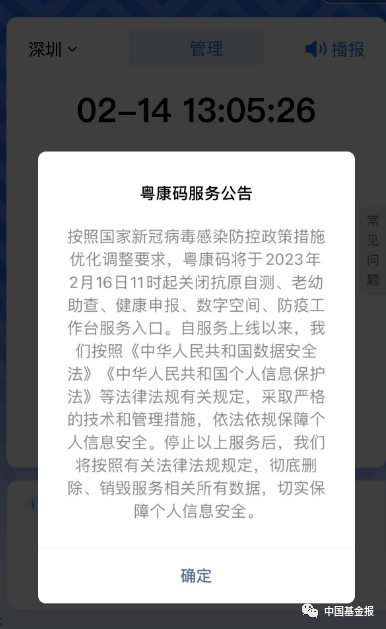 深圳
管理
播报
02-14 13:05:26
常
见
问
题
粤康码服务公告
按照国家新冠病毒感染防控政策措施
优化调整要求，粤康码将于2023年
2月16日11时起关闭抗原自测、老幼
助查、健康申报、数字空间、防疫工
作台服务入口。自服务上线以来，我
们按照《中华人民共和国数据安全
法》《中华人民共和国个人信息保护
法》等法律法规有关规定，采取严格
的技术和管理措施，依法依规保障个
人信息安全。停止以上服务后，我们
将按照有关法律法规规定，彻底删
除、销毁服务相关所有数据，切实保
障个人信息安全。
确定
中国基金报